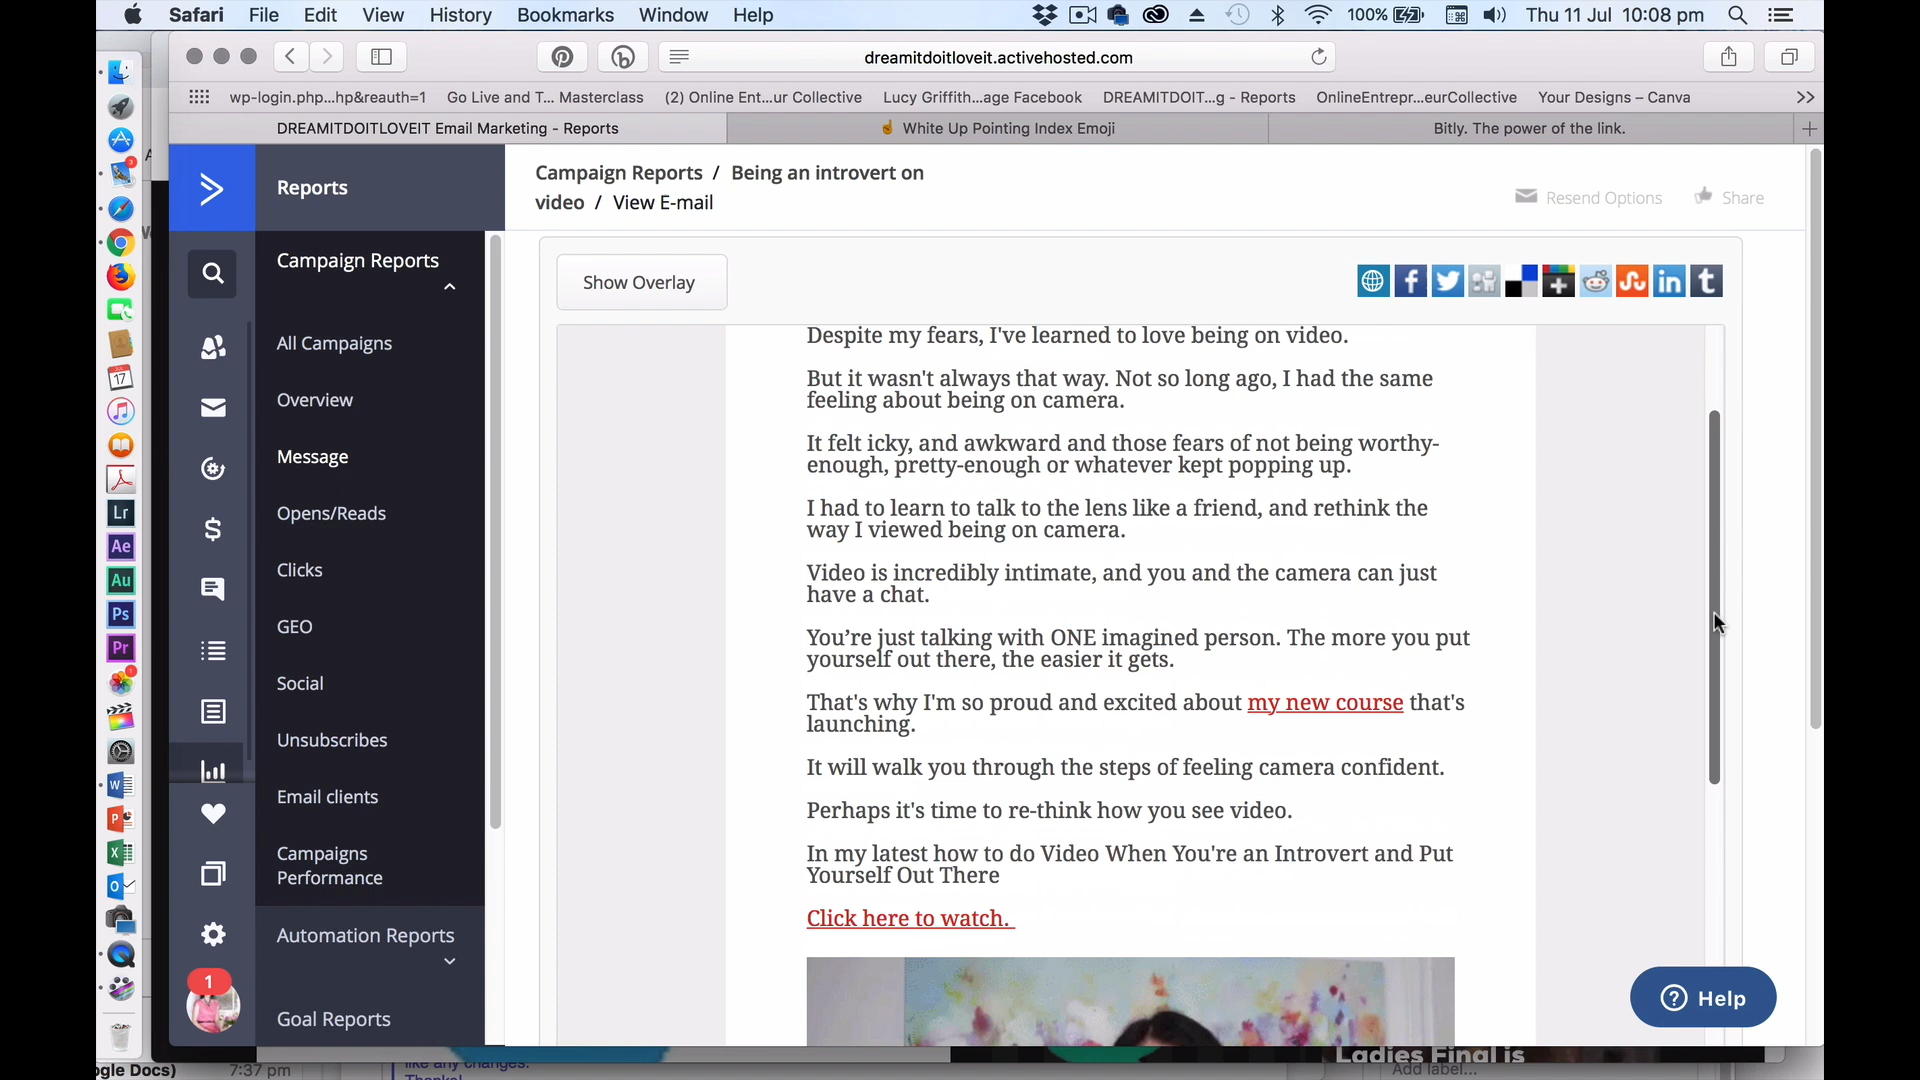 Safari File Edit View History Bookmarks Window Help 100% Thu 11 Jul 10:08 pm
dreamitdoitloveit.activehosted.com
wp-login.php...hp&reauth=1 Go Live and T... Masterclass (2) Online Ent...ur Collective Lucy Griffith...age Facebook DREAMITDOIT...g - Reports OnlineEntrepr...eurCollective Your Designs – Canva
DREAMITDOITLOVEIT Email Marketing - Reports White Up Pointing Index Emoji Bitly. The power of the link.
Reports
Campaign Reports / Being an introvert on
video / View E-mail
Resend Options Share
Campaign Reports
All Campaigns
Overview
Message
Opens/Reads
Clicks
GEO
Social
Unsubscribes
Email clients
Campaigns
Performance
Automation Reports
Goal Reports
1
Show Overlay
Despite my fears, I've learned to love being on video.
But it wasn't always that way. Not so long ago, I had the same
feeling about being on camera.
It felt icky, and awkward and those fears of not being worthy-
enough, pretty-enough or whatever kept popping up.
I had to learn to talk to the lens like a friend, and rethink the
way I viewed being on camera.
Video is incredibly intimate, and you and the camera can just
have a chat.
You’re just talking with ONE imagined person. The more you put
yourself out there, the easier it gets.
That's why I'm so proud and excited about my new course that's
launching.
It will walk you through the steps of feeling camera confident.
Perhaps it's time to re-think how you see video.
In my latest how to do Video When You're an Introvert and Put
Yourself Out There
Click here to watch.
Help
JUL
17
Lr
Ae
Au
Ps
Pr
Ladies Final is
ogle Docs) 7:37 pm
like any changes.
Add label...